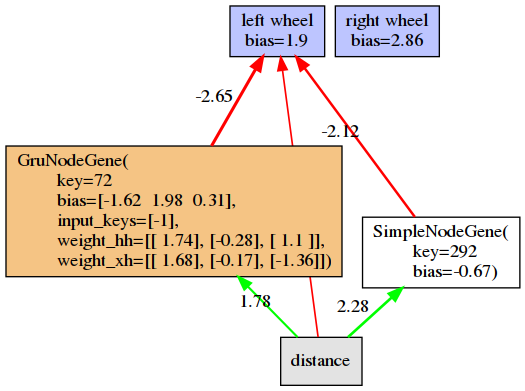 left wheel
bias=1.9
right wheel
bias=2.86
-2.65
-2.12
GruNodeGene(
key=72
bias=[-1.62 1.98 0.31],
input_keys=[-1],
weight_hh=[[ 1.74], [-0.28], [ 1.1 ]],
weight_xh=[[ 1.68], [-0.17], [-1.36]])
SimpleNodeGene(
key=292
bias=-0.67)
1.78
2.28
distance